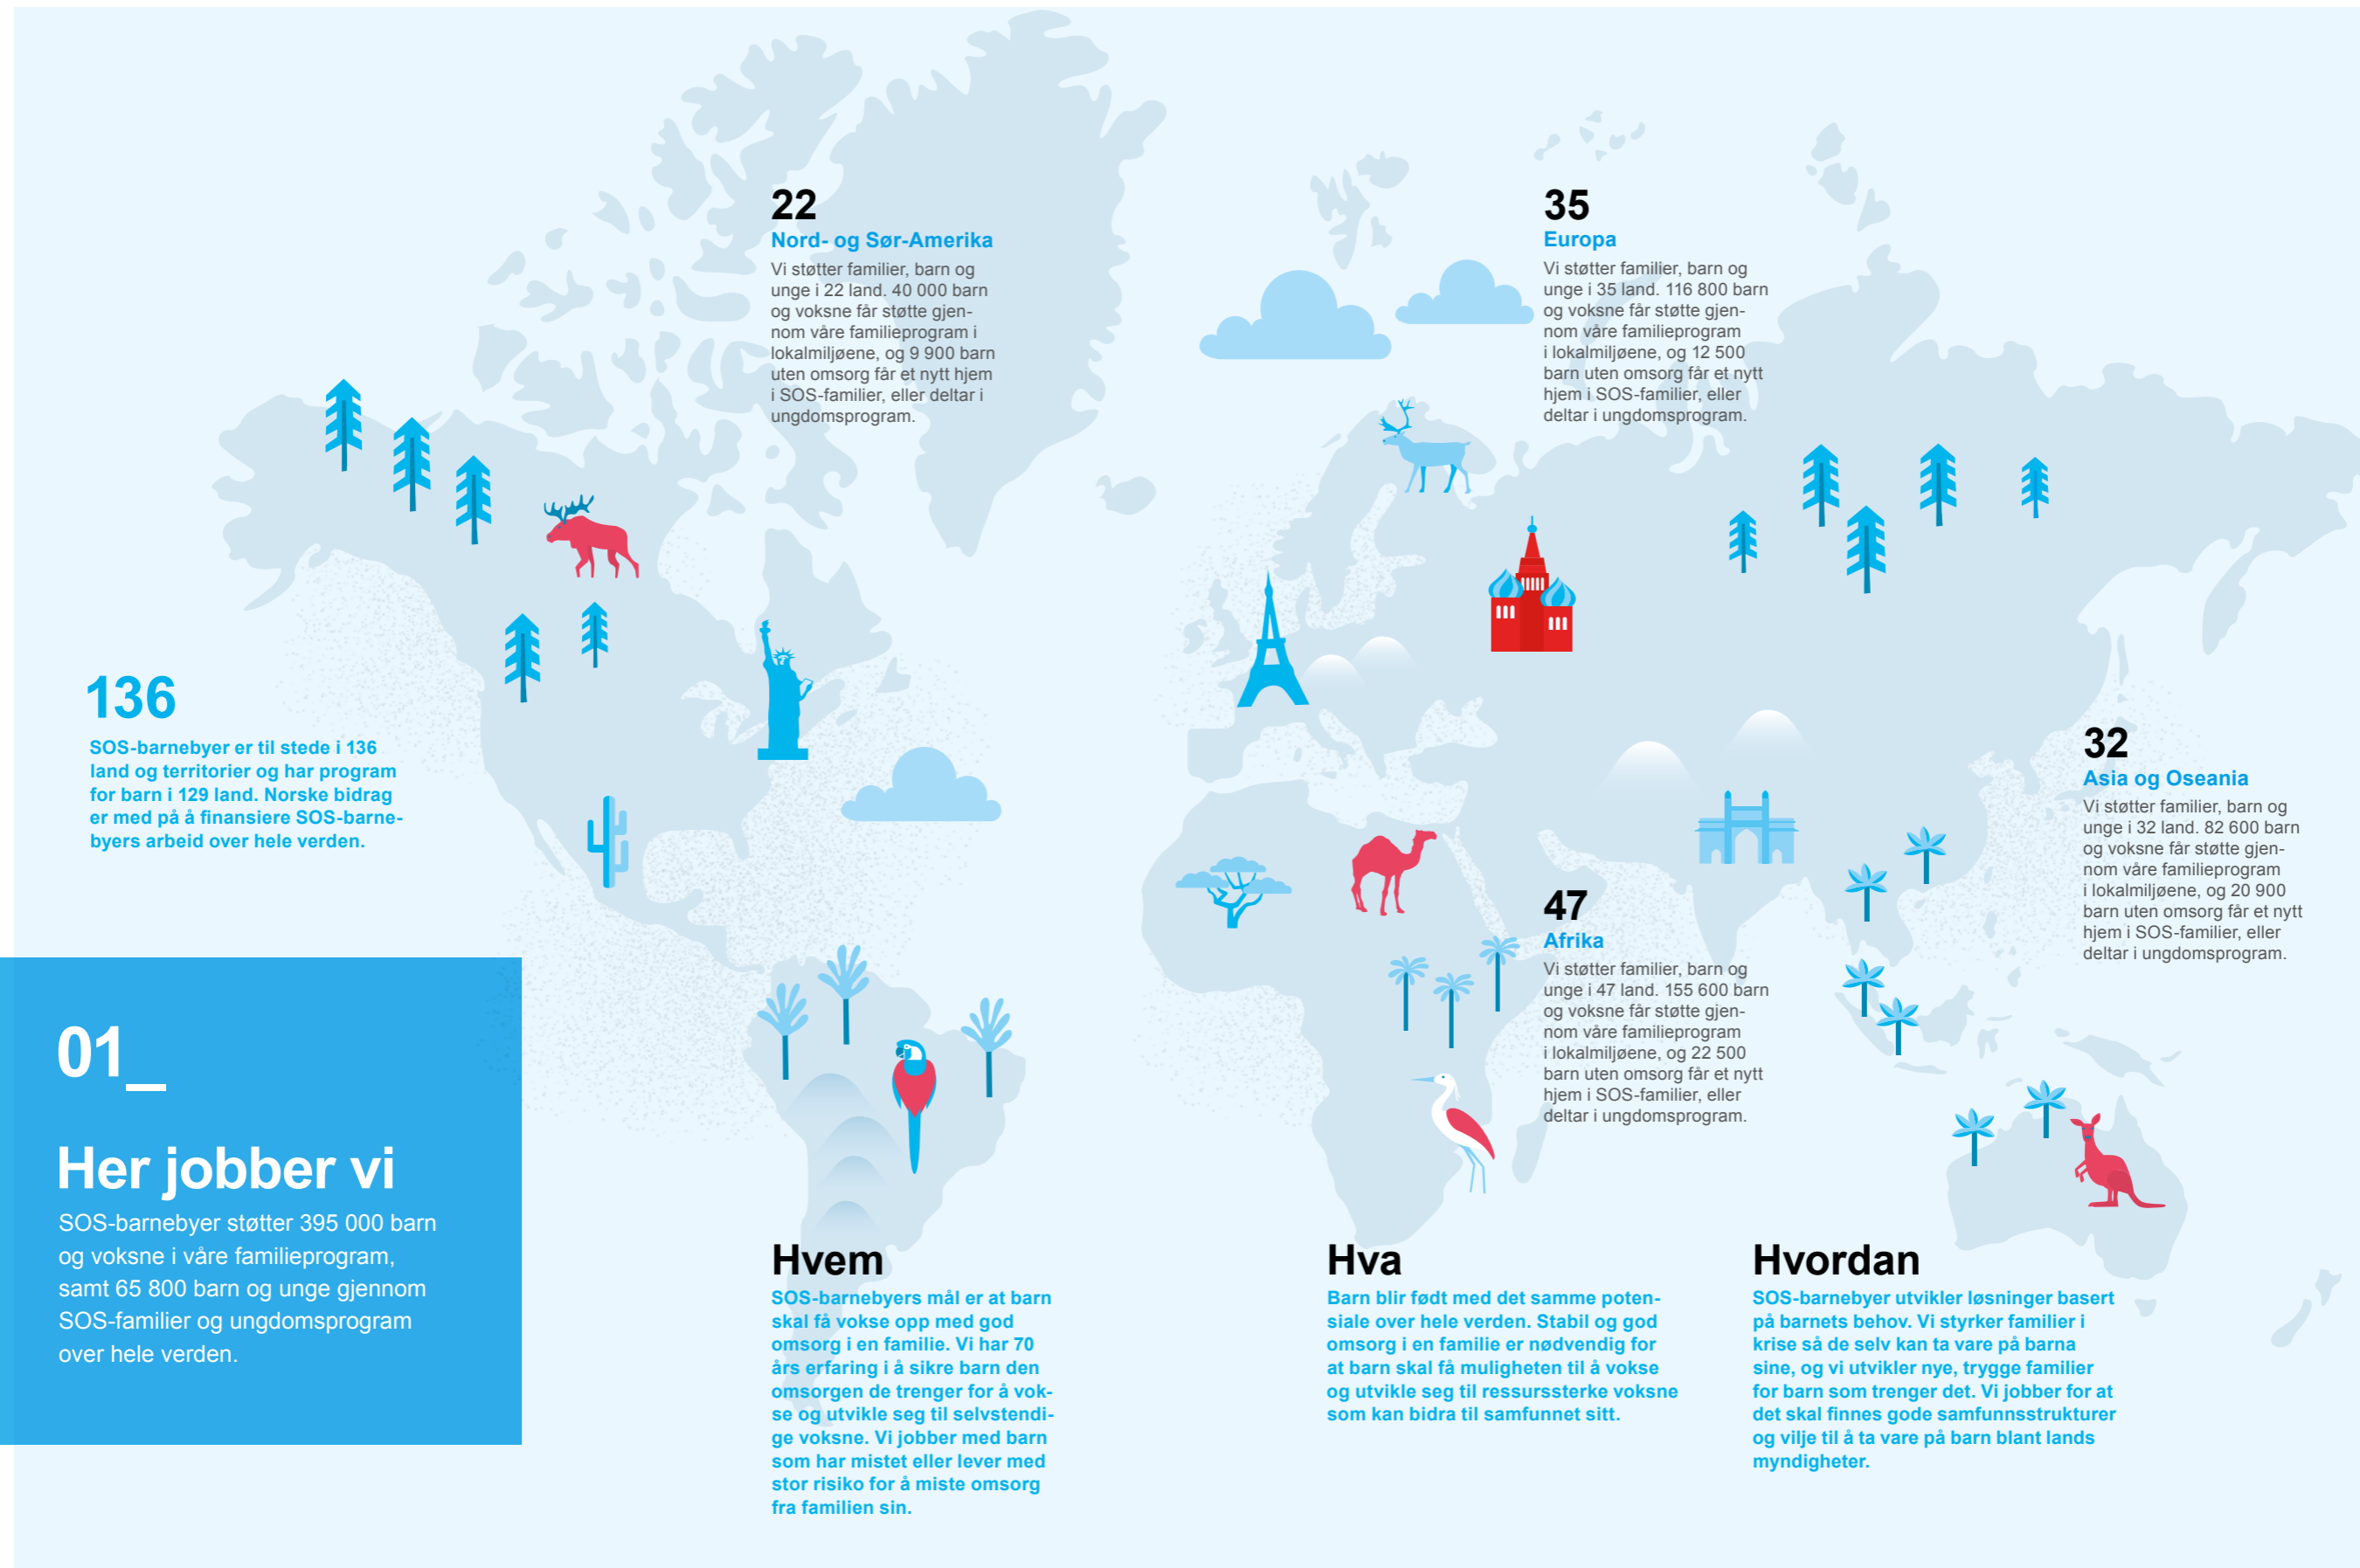 22
Nord- og Sør-Amerika
Vi støtter familier, barn og
unge i 22 land. 40 000 barn
og voksne får støtte gjen-
nom våre familieprogram i
lokalmiljøene, og 9 900 barn
uten omsorg får et nytt hjem
i SOS-familier, eller deltar i
ungdomsprogram.
35
Europa
Vi støtter familier, barn og
unge i 35 land. 116 800 barn
og voksne får støtte gjen-
nom våre familieprogram
i lokalmiljøene, og 12 500
barn uten omsorg får et nytt
hjem i SOS-familier, eller
deltar i ungdomsprogram.
136
SOS-barnebyer er til stede i 136
land og territorier og har program
for barn i 129 land. Norske bidrag
er med på å finansiere SOS-barne-
byers arbeid over hele verden.
32
Asia og Oseania
Vi støtter familier, barn og
unge i 32 land. 82 600 barn
og voksne får støtte gjen-
nom våre familieprogram
i lokalmiljøene, og 20 900
barn uten omsorg får et nytt
hjem i SOS-familier, eller
deltar i ungdomsprogram.
47
Afrika
Vi støtter familier, barn og
unge i 47 land. 155 600 barn
og voksne får støtte gjen-
nom våre familieprogram
i lokalmiljøene, og 22 500
barn uten omsorg får et nytt
hjem i SOS-familier, eller
deltar i ungdomsprogram.
01_
Her jobber vi
SOS-barnebyer støtter 395 000 barn
og voksne i våre familieprogram,
samt 65 800 barn og unge gjennom
SOS-familier og ungdomsprogram
over hele verden.
Hvem
SOS-barnebyers mål er at barn
skal få vokse opp med god
omsorg i en familie. Vi har 70
års erfaring i å sikre barn den
omsorgen de trenger for å vok-
se og utvikle seg til selvstendi-
ge voksne. Vi jobber med barn
som har mistet eller lever med
stor risiko for å miste omsorg
fra familien sin.
Hva
Barn blir født med det samme poten-
siale over hele verden. Stabil og god
omsorg i en familie er nødvendig for
at barn skal få muligheten til å vokse
og utvikle seg til ressurssterke voksne
som kan bidra til samfunnet sitt.
Hvordan
SOS-barnebyer utvikler løsninger basert
på barnets behov. Vi styrker familier i
krise så de selv kan ta vare på barna
sine, og vi utvikler nye, trygge familier
for barn som trenger det. Vi jobber for at
det skal finnes gode samfunnsstrukturer
og vilje til å ta vare på barn blant lands
myndigheter.